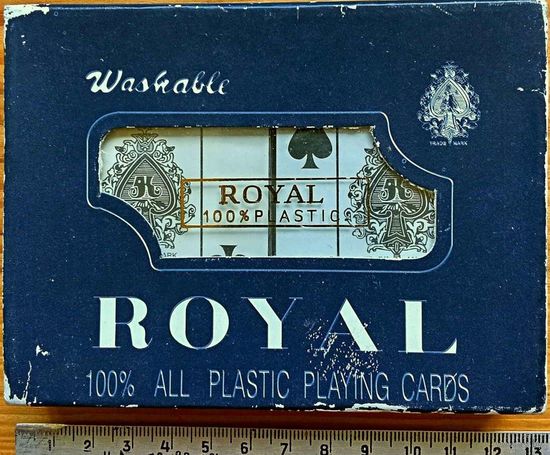 Washable
TRADE MARK
ROYAL
100% PLASTIC
MARK
ROYAL
100% ALL PLASTIC PLAYING CARDS
1 2 3 4 5 6 7 8 9 10 11 12 13